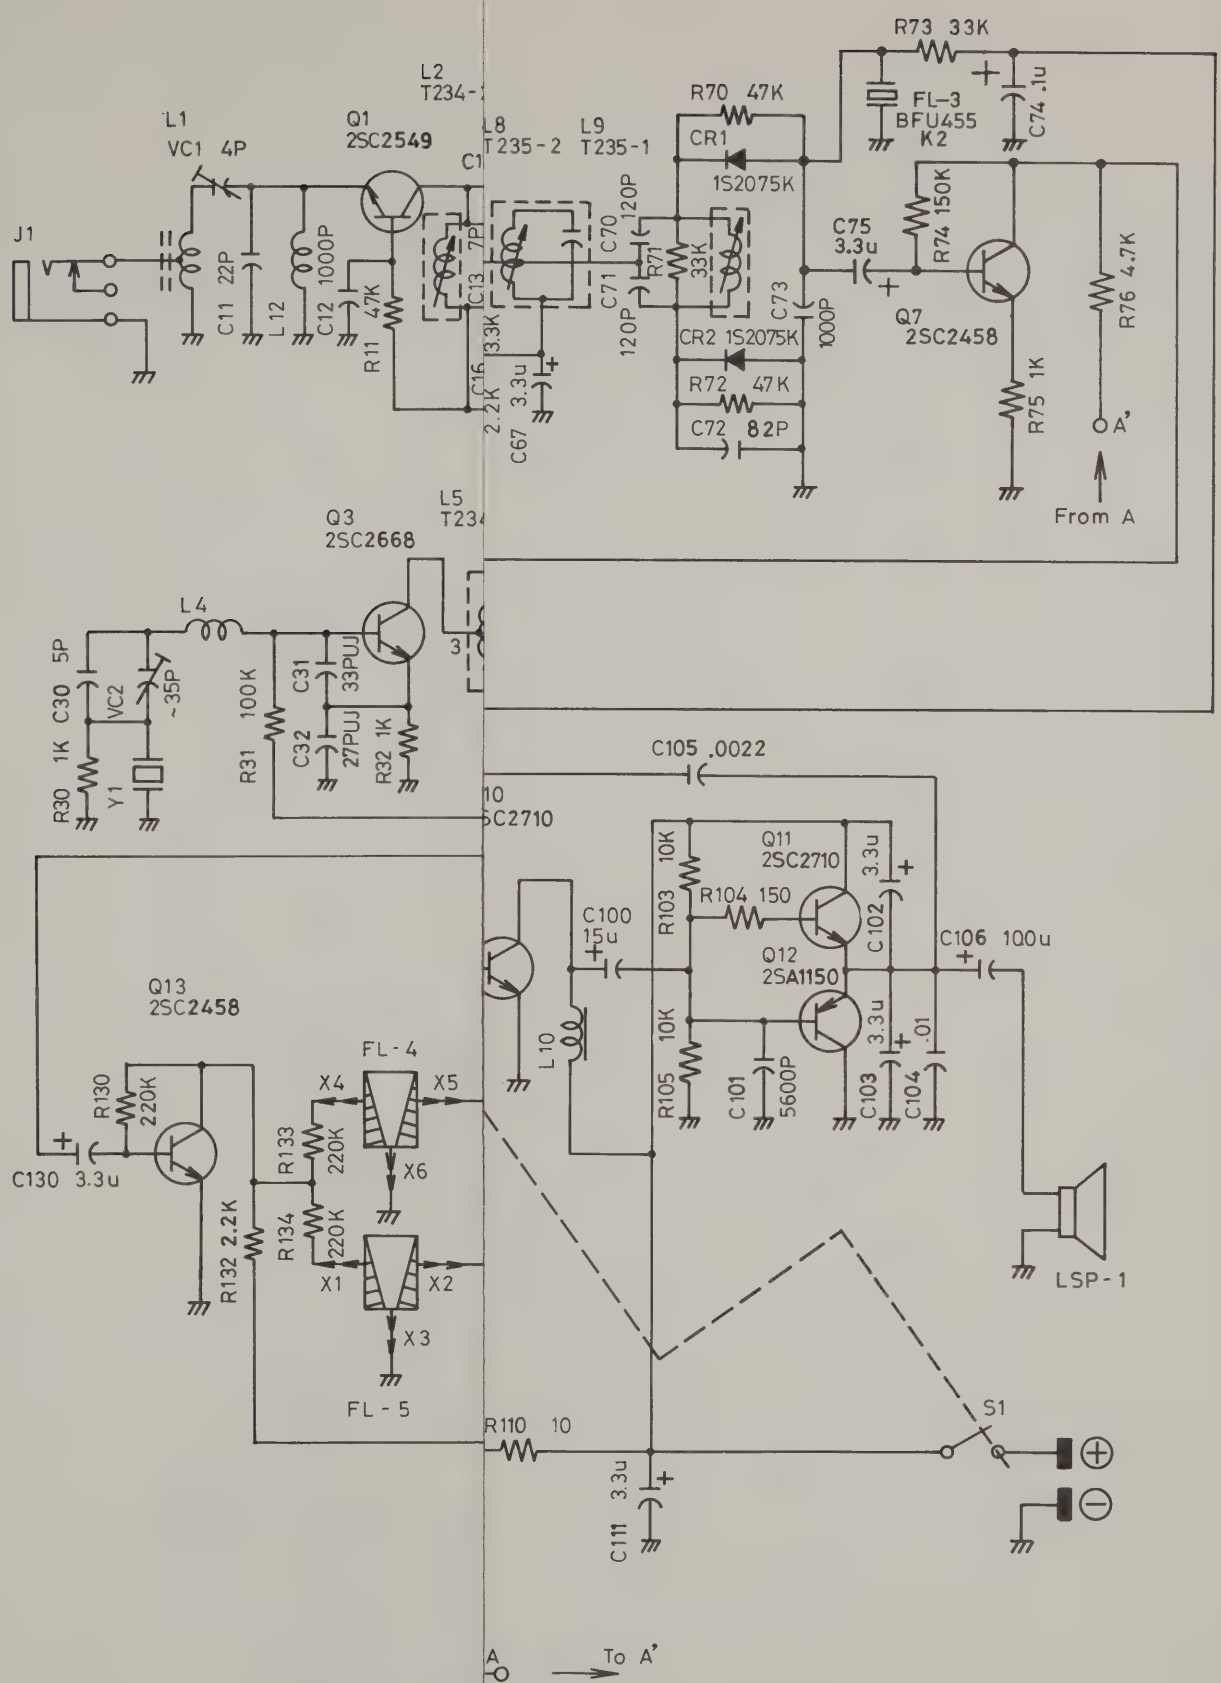 R73 33K
L2
T234-
R70 47K
+
C74 .1u
FL-3
BFU455
K2
L1
VC1 4P
Q1
2SC2549
L8
T235-2
L9
T235-1
CR1
1S2075K
C1
120P
C70
R74 150K
C75
3.3u
+
J1
C11 22P
L12
C12 1000P
R11 47K
C13 7P
C71
120P
R71
33K
C73
1000P
R76 4.7K
Q7
2SC2458
CR2 1S2075K
3.3K
C16
2.2K
C67 3.3u
+
R72 47K
C72 82P
R75 1K
A'
From A
L5
T234
Q3
2SC2668
L4
3
C30 5P
VC2
~35P
R31 100K
C31
33PUJ
C32
27PUJ
R32 1K
R30 1K
Y1
C105 .0022
10
SC2710
R103 10K
Q11
2SC2710
3.3u
+
C102
R104 150
C100
15u
+
C106 100u
+
Q12
2SA1150
Q13
2SC2458
L10
R105 10K
C101
5600P
3.3u
+
C103
C104 .01
FL-4
X4
X5
R130
220K
R133
220K
X6
+
C130 3.3u
R134
220K
R132 2.2K
X1
X2
X3
FL-5
LSP-1
S1
R110 10
C111 3.3u
+
+
−
A
To A'